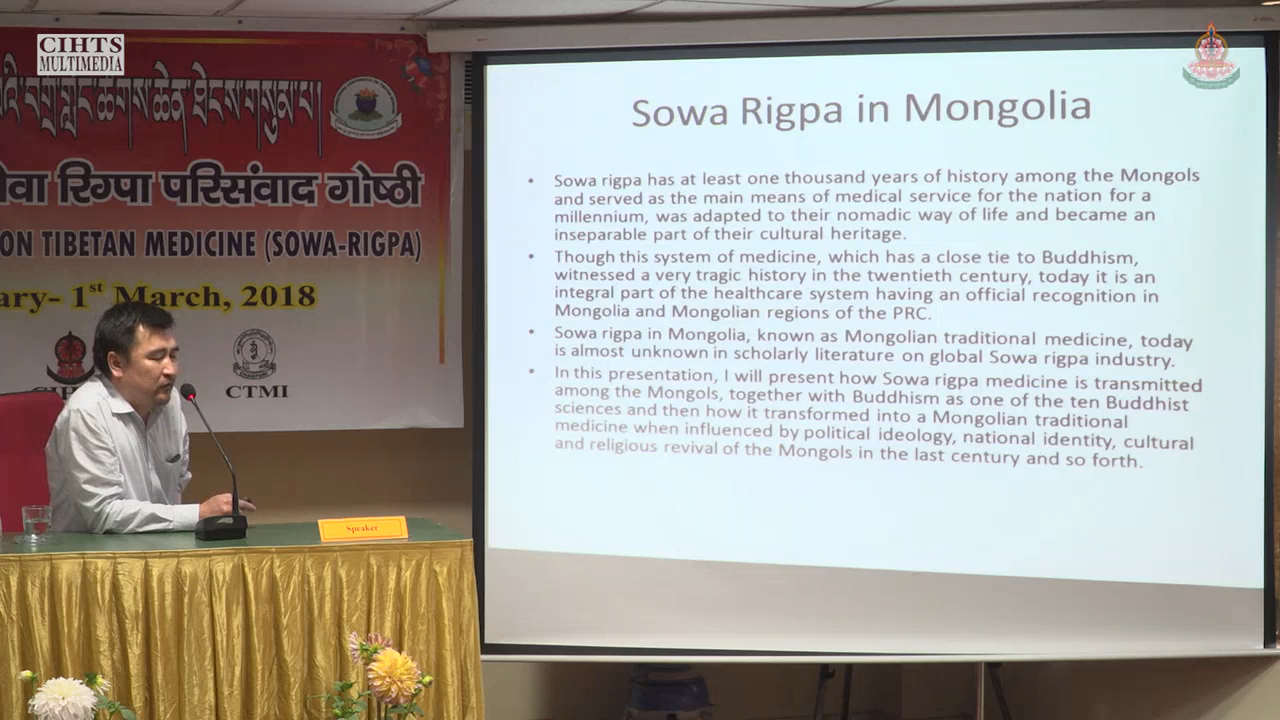 CIHTS
MULTIMEDIA
रिग्पा परिसंवाद गोष्ठी
ON TIBETAN MEDICINE (SOWA-RIGPA)
1st March, 2018
CTMI
Speaker
Sowa Rigpa in Mongolia
• Sowa rigpa has at least one thousand years of history among the Mongols
and served as the main means of medical service for the nation for a
millennium, was adapted to their nomadic way of life and became an
inseparable part of their cultural heritage.
• Though this system of medicine, which has a close tie to Buddhism,
witnessed a very tragic history in the twentieth century, today it is an
integral part of the healthcare system having an official recognition in
Mongolia and Mongolian regions of the PRC.
• Sowa rigpa in Mongolia, known as Mongolian traditional medicine, today
is almost unknown in scholarly literature on global Sowa rigpa industry.
• In this presentation, I will present how Sowa rigpa medicine is transmitted
among the Mongols, together with Buddhism as one of the ten Buddhist
sciences and then how it transformed into a Mongolian traditional
medicine when influenced by political ideology, national identity, cultural
and religious revival of the Mongols in the last century and so forth.